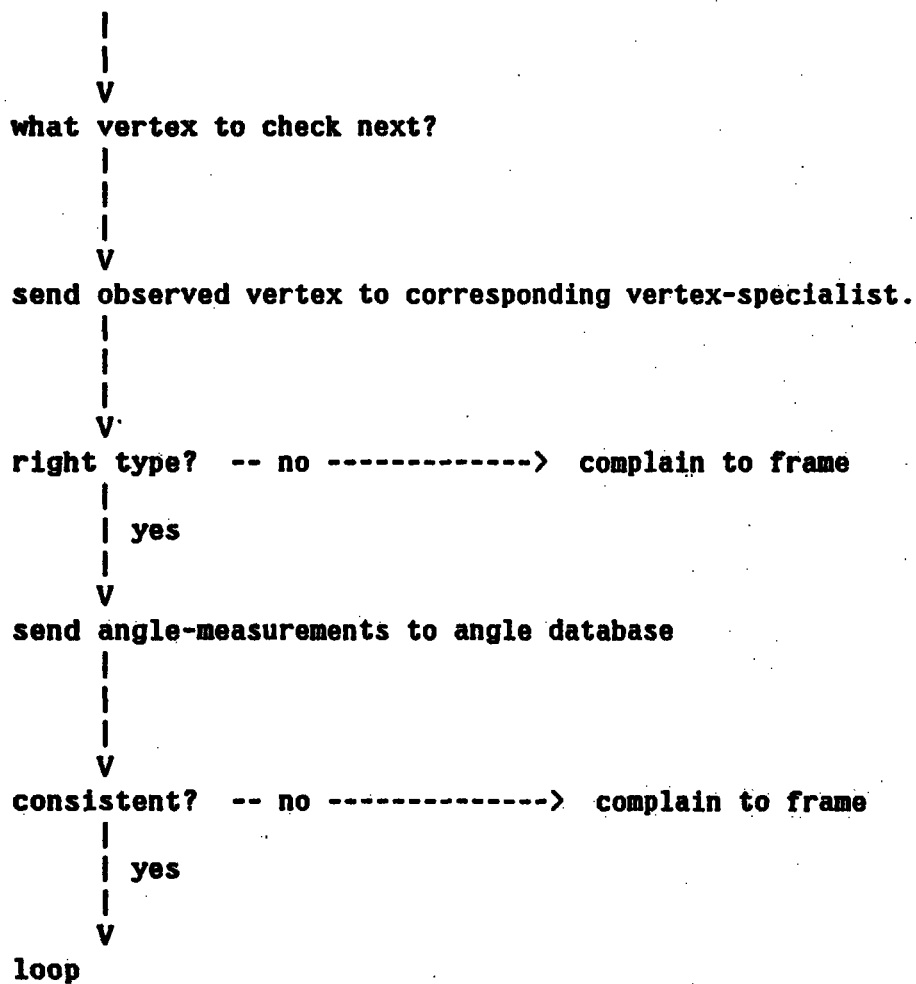 |
|
V
what vertex to check next?
|
|
|
V
send observed vertex to corresponding vertex-specialist.
|
|
|
V
right type? -- no -------------> complain to frame
|
| yes
|
V
send angle-measurements to angle database
|
|
|
V
consistent? -- no --------------> complain to frame
|
| yes
|
V
loop